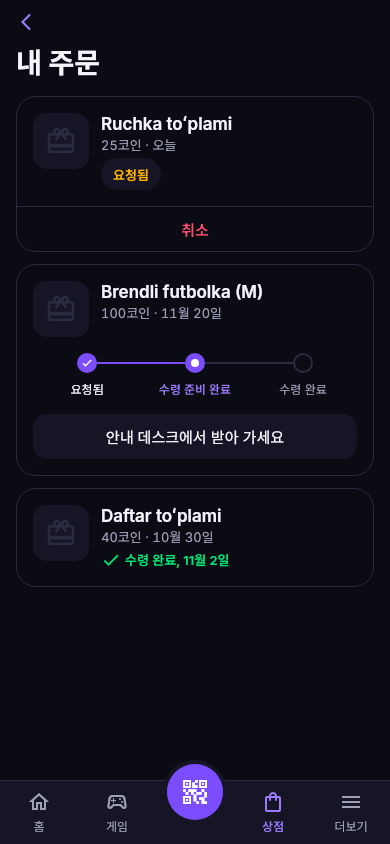 내 주문
Ruchka toʻplami
25코인 · 오늘
요청됨
취소
Brendli futbolka (M)
100코인 · 11월 20일
요청됨
수령 준비 완료
수령 완료
안내 데스크에서 받아 가세요
Daftar toʻplami
40코인 · 10월 30일
수령 완료, 11월 2일
홈
게임
상점
더보기